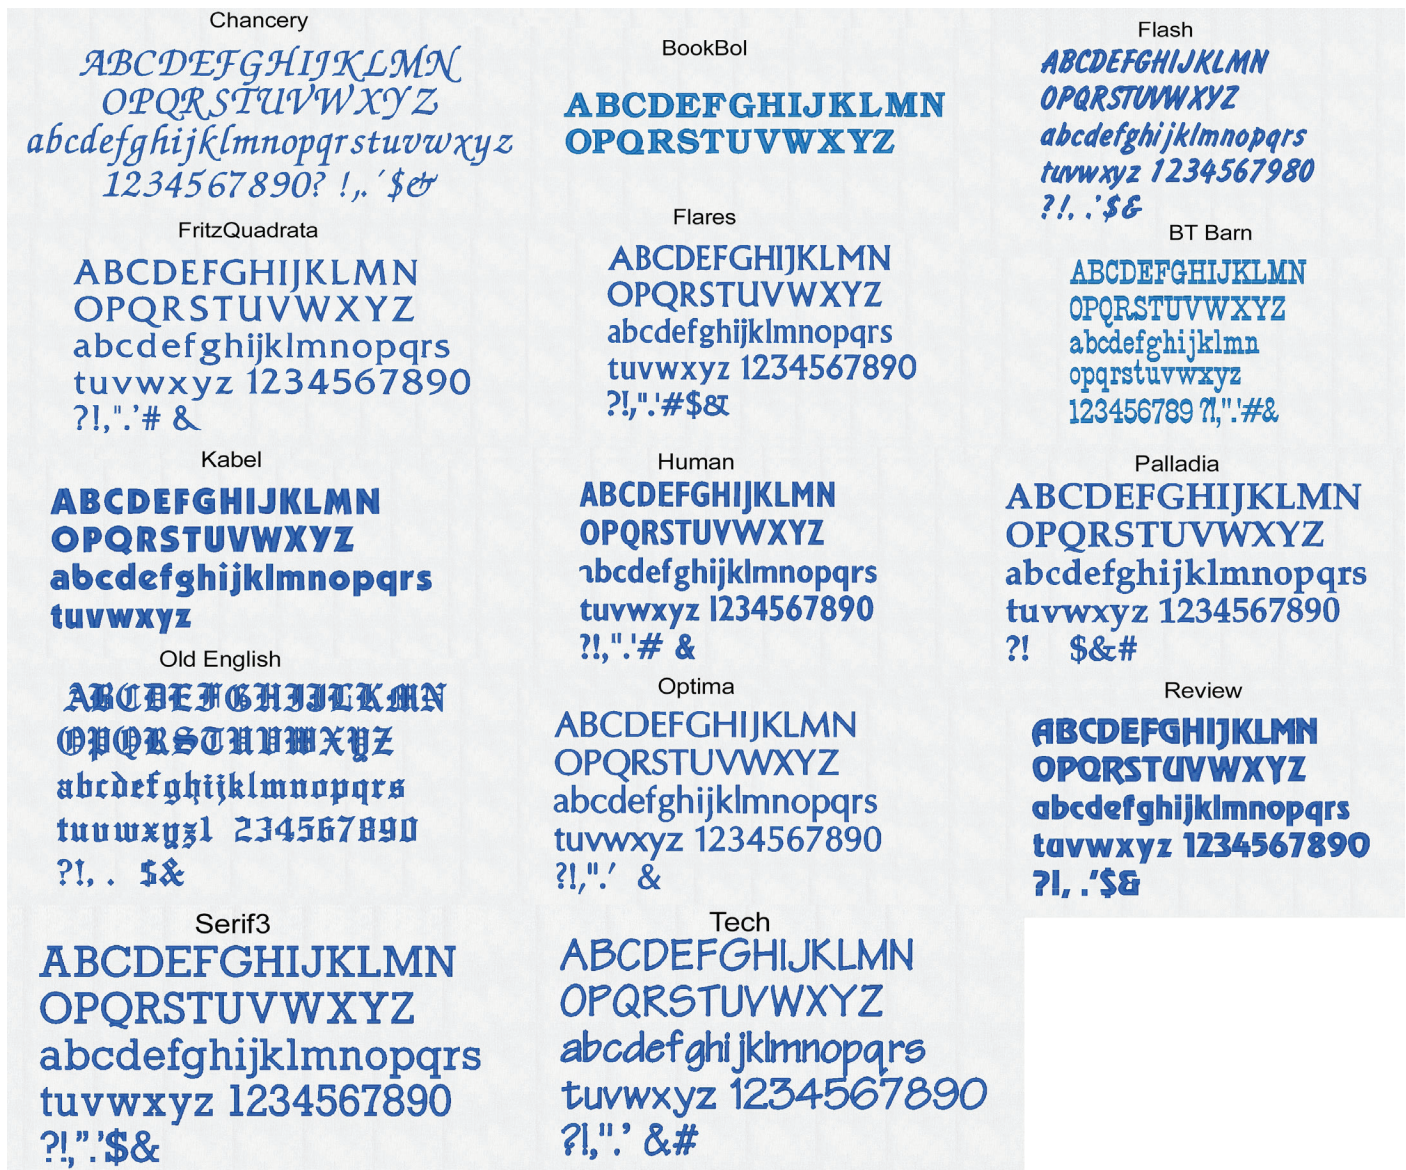 Chancery
ABCDEFGHIJKLMN
OPQRSTUVWXYZ
abcdefghijklmnopqrstuvwxyz
1234567890? !,.´$&
BookBol
ABCDEFGHIJKLMN
OPQRSTUVWXYZ
Flash
ABCDEFGHIJKLMN
OPQRSTUVWXYZ
abcdefghijklmnopqrs
tuvwxyz 1234567980
?!, .'$&
FritzQuadrata
ABCDEFGHIJKLMN
OPQRSTUVWXYZ
abcdefghijklmnopqrs
tuvwxyz 1234567890
?!,".'# &
Flares
ABCDEFGHIJKLMN
OPQRSTUVWXYZ
abcdefghijklmnopqrs
tuvwxyz 1234567890
?!,".'#$&
BT Barn
ABCDEFGHIJKLMN
OPQRSTUVWXYZ
abcdefghijklmn
opqrstuvwxyz
123456789 ?!,".'#&
Kabel
ABCDEFGHIJKLMN
OPQRSTUVWXYZ
abcdefghijklmnopqrs
tuvwxyz
Human
ABCDEFGHIJKLMN
OPQRSTUVWXYZ
abcdefghijklmnopqrs
tuvwxyz 1234567890
?!,".'# &
Palladia
ABCDEFGHIJKLMN
OPQRSTUVWXYZ
abcdefghijklmnopqrs
tuvwxyz 1234567890
?! $&#
Old English
ABCDEFGHIJLKMN
OPQRSTUVWXYZ
abcdefghijklmnopqrs
tuvwxyz1 234567890
?!, . $&
Optima
ABCDEFGHIJKLMN
OPQRSTUVWXYZ
abcdefghijklmnopqrs
tuvwxyz 1234567890
?!,".' &
Review
ABCDEFGHIJKLMN
OPQRSTUVWXYZ
abcdefghijklmnopqrs
tuvwxyz 1234567890
?!, .'$&
Serif3
ABCDEFGHIJKLMN
OPQRSTUVWXYZ
abcdefghijklmnopqrs
tuvwxyz 1234567890
?!,”.’$&
Tech
ABCDEFGHIJKLMN
OPQRSTUVWXYZ
abcdefghijklmnopqrs
tuvwxyz 1234567890
?!,".' &#